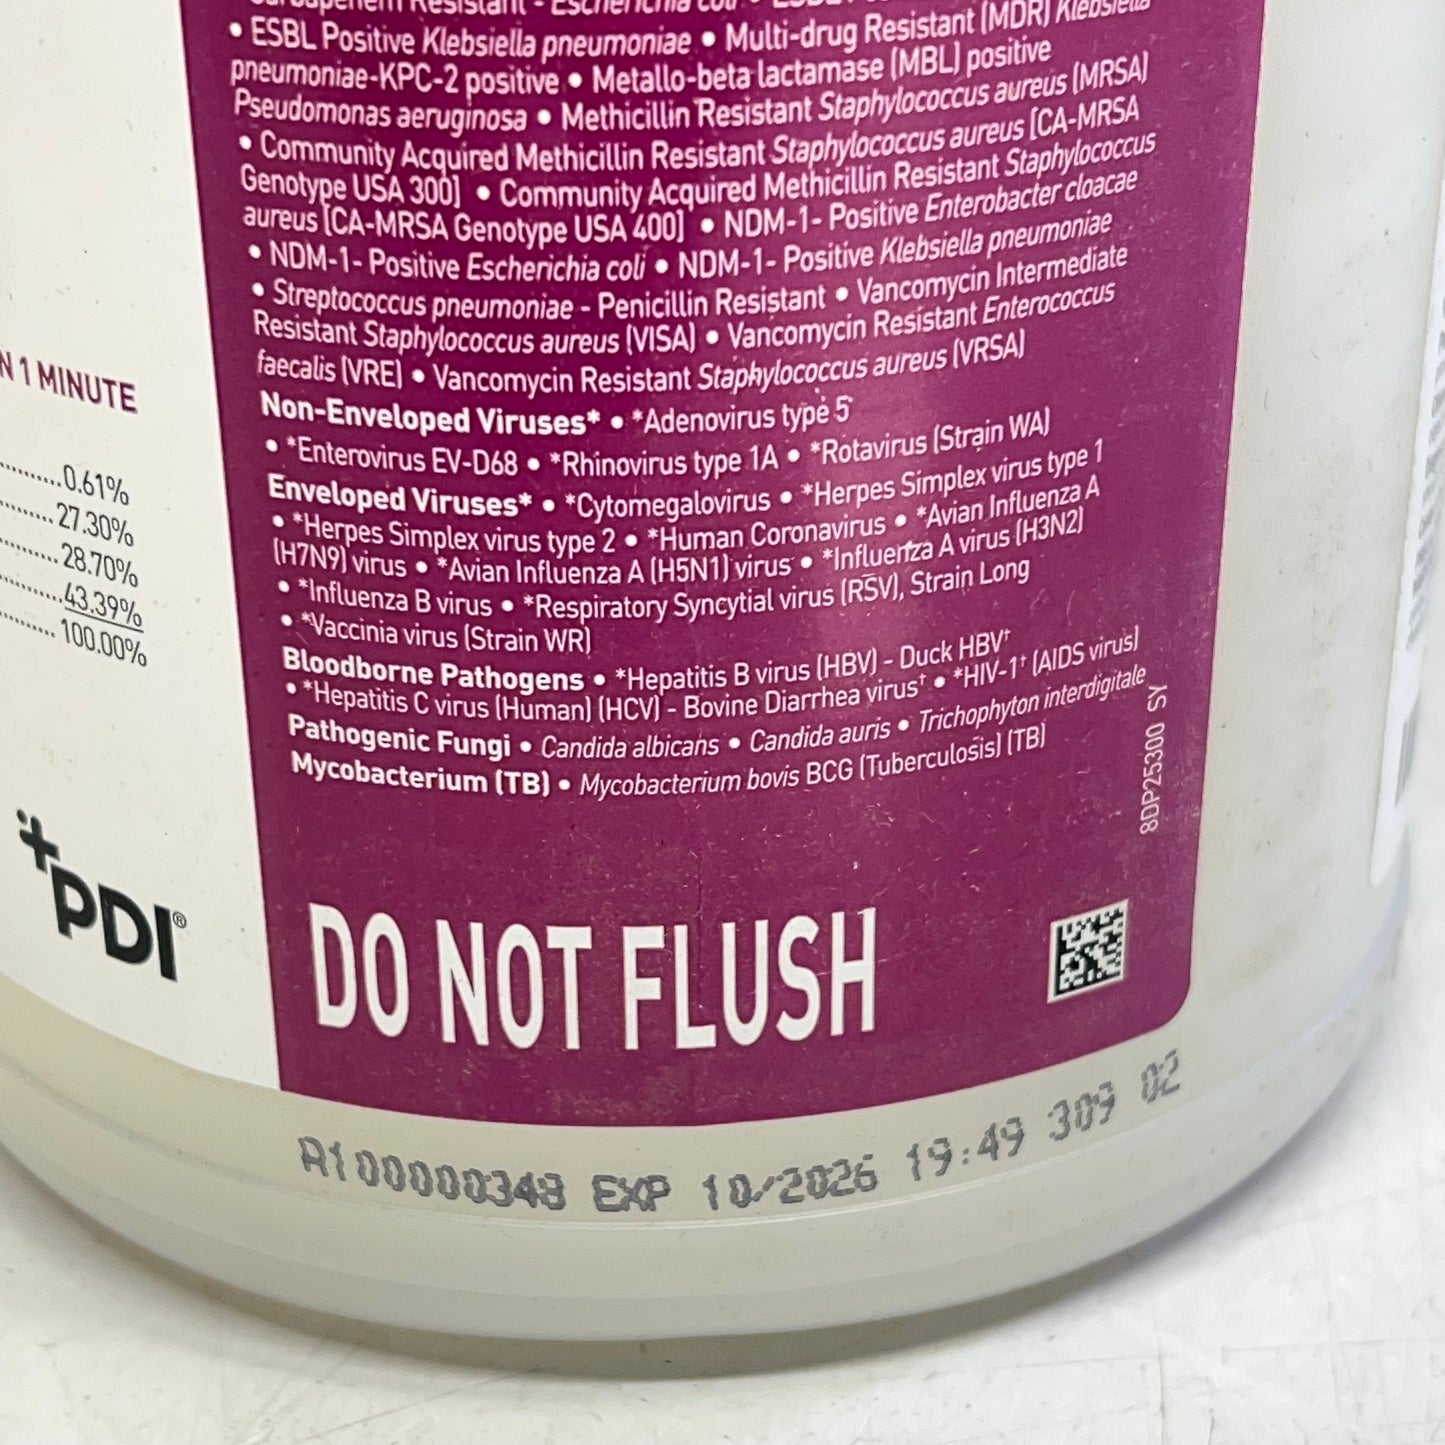 Resistant - Escherichia coli •
• ESBL Positive Klebsiella pneumoniae • Multi-drug Resistant (MDR) Klebsiella
pneumoniae-KPC-2 positive • Metallo-beta lactamase (MBL) positive
Pseudomonas aeruginosa • Methicillin Resistant Staphylococcus aureus (MRSA)
• Community Acquired Methicillin Resistant Staphylococcus aureus [CA-MRSA
Genotype USA 300] • Community Acquired Methicillin Resistant Staphylococcus
aureus [CA-MRSA Genotype USA 400] • NDM-1- Positive Enterobacter cloacae
• NDM-1- Positive Escherichia coli • NDM-1- Positive Klebsiella pneumoniae
• Streptococcus pneumoniae - Penicillin Resistant • Vancomycin Intermediate
Resistant Staphylococcus aureus (VISA) • Vancomycin Resistant Enterococcus
faecalis (VRE) • Vancomycin Resistant Staphylococcus aureus (VRSA)
Non-Enveloped Viruses* • *Adenovirus type 5
• *Enterovirus EV-D68 • *Rhinovirus type 1A • *Rotavirus (Strain WA)
Enveloped Viruses* • *Cytomegalovirus • *Herpes Simplex virus type 1
• *Herpes Simplex virus type 2 • *Human Coronavirus • *Avian Influenza A
(H7N9) virus • *Avian Influenza A (H5N1) virus • *Influenza A virus (H3N2)
• *Influenza B virus • *Respiratory Syncytial virus (RSV), Strain Long
• *Vaccinia virus (Strain WR)
Bloodborne Pathogens • *Hepatitis B virus (HBV) - Duck HBV†
• *Hepatitis C virus (Human) (HCV) - Bovine Diarrhea virus† • *HIV-1† (AIDS virus)
Pathogenic Fungi • Candida albicans • Candida auris • Trichophyton interdigitale
Mycobacterium (TB) • Mycobacterium bovis BCG (Tuberculosis) (TB)
8DP25300 SY
DO NOT FLUSH
1 MINUTE
0.61%
27.30%
28.70%
43.39%
100.00%
PDI®
A100000348 EXP 10/2026 19:49 309 02